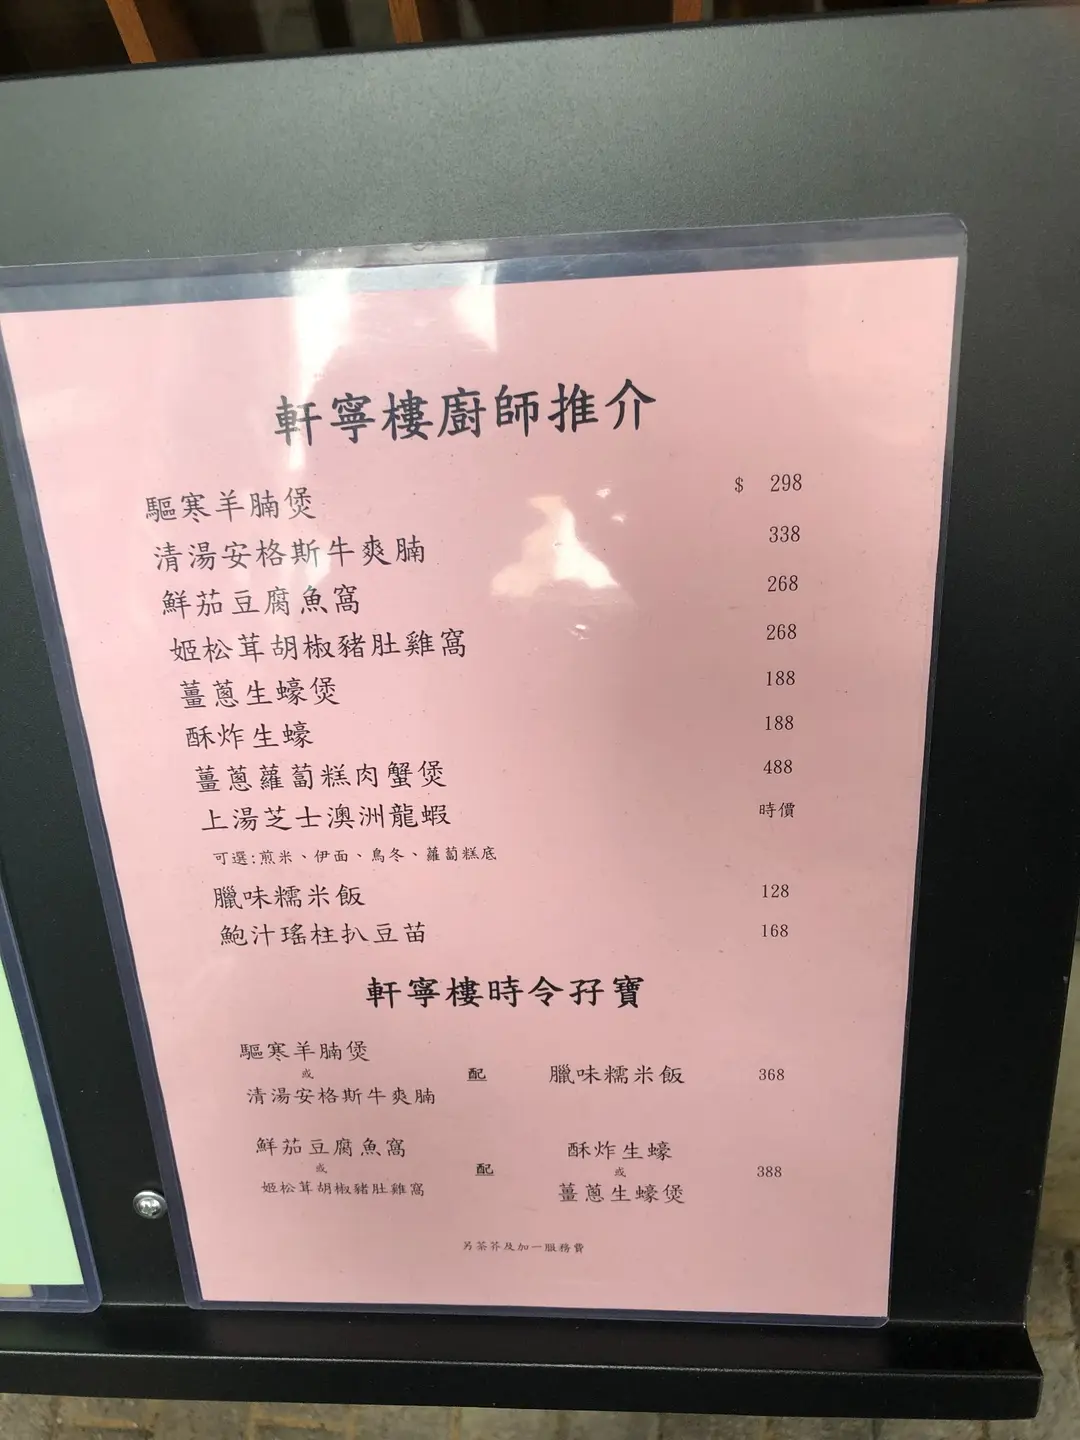 軒寧樓廚師推介
驅寒羊腩煲 $ 298
清湯安格斯牛爽腩 338
鮮茄豆腐魚窩 268
姬松茸胡椒豬肚雞窩 268
薑蔥生蠔煲 188
酥炸生蠔 188
薑蔥蘿蔔糕肉蟹煲 488
上湯芝士澳洲龍蝦 時價
可選:煎米、伊面、烏冬、蘿蔔糕底
臘味糯米飯 128
鮑汁瑤柱扒豆苗 168
軒寧樓時令孖寶
驅寒羊腩煲
或
清湯安格斯牛爽腩
配
臘味糯米飯 368
鮮茄豆腐魚窩
或
姬松茸胡椒豬肚雞窩
配
酥炸生蠔
或
薑蔥生蠔煲
388
另茶芥及加一服務費